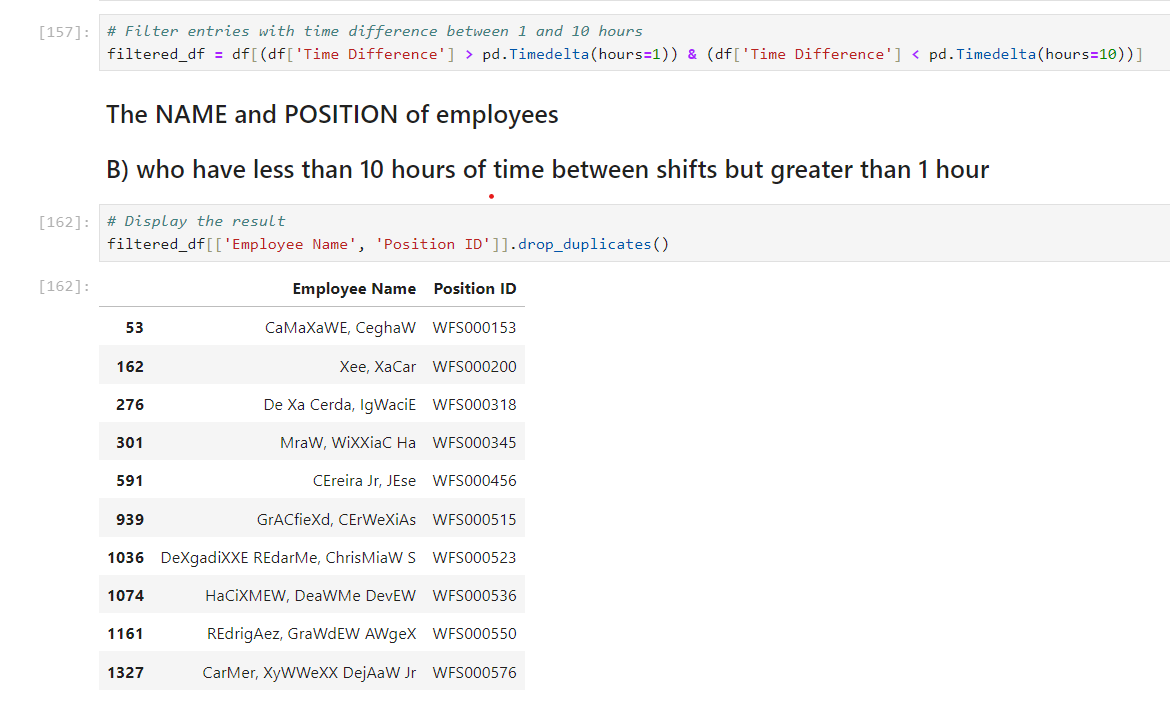 [157]: # Filter entries with time difference between 1 and 10 hours
filtered_df = df[(df['Time Difference'] > pd.Timedelta(hours=1)) & (df['Time Difference'] < pd.Timedelta(hours=10))]
The NAME and POSITION of employees
B) who have less than 10 hours of time between shifts but greater than 1 hour
[162]: # Display the result
filtered_df[['Employee Name', 'Position ID']].drop_duplicates()
[162]: Employee Name Position ID
53 CaMaXaWE, CeghaW WFS000153
162 Xee, XaCar WFS000200
276 De Xa Cerda, IgWaciE WFS000318
301 MraW, WiXXiaC Ha WFS000345
591 CEreira Jr, JEse WFS000456
939 GrACfieXd, CErWeXiAs WFS000515
1036 DeXgadiXXE REdarMe, ChrisMiaW S WFS000523
1074 HaCiXMEW, DeaWMe DevEW WFS000536
1161 REdrigAez, GraWdEW AWgeX WFS000550
1327 CarMer, XyWWeXX DejAaW Jr WFS000576